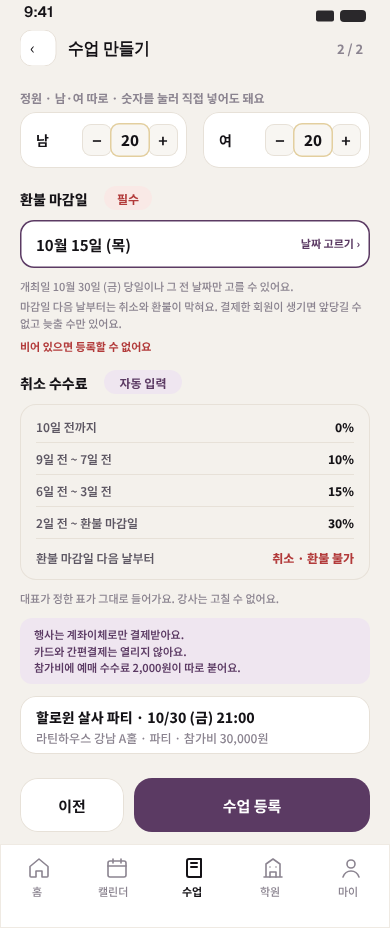 9:41
‹ 수업 만들기 2 / 2
정원 · 남·여 따로 · 숫자를 눌러 직접 넣어도 돼요
남 − 20 + 여 − 20 +
환불 마감일 필수
10월 15일 (목) 날짜 고르기 ›
개최일 10월 30일 (금) 당일이나 그 전 날짜만 고를 수 있어요.
마감일 다음 날부터는 취소와 환불이 막혀요. 결제한 회원이 생기면 앞당길 수
없고 늦출 수만 있어요.
비어 있으면 등록할 수 없어요
취소 수수료 자동 입력
10일 전까지 0%
9일 전 ~ 7일 전 10%
6일 전 ~ 3일 전 15%
2일 전 ~ 환불 마감일 30%
환불 마감일 다음 날부터 취소 · 환불 불가
대표가 정한 표가 그대로 들어가요. 강사는 고칠 수 없어요.
행사는 계좌이체로만 결제받아요.
카드와 간편결제는 열리지 않아요.
참가비에 예매 수수료 2,000원이 따로 붙어요.
할로윈 살사 파티 · 10/30 (금) 21:00
라틴하우스 강남 A홀 · 파티 · 참가비 30,000원
이전 수업 등록
홈 캘린더 수업 학원 마이